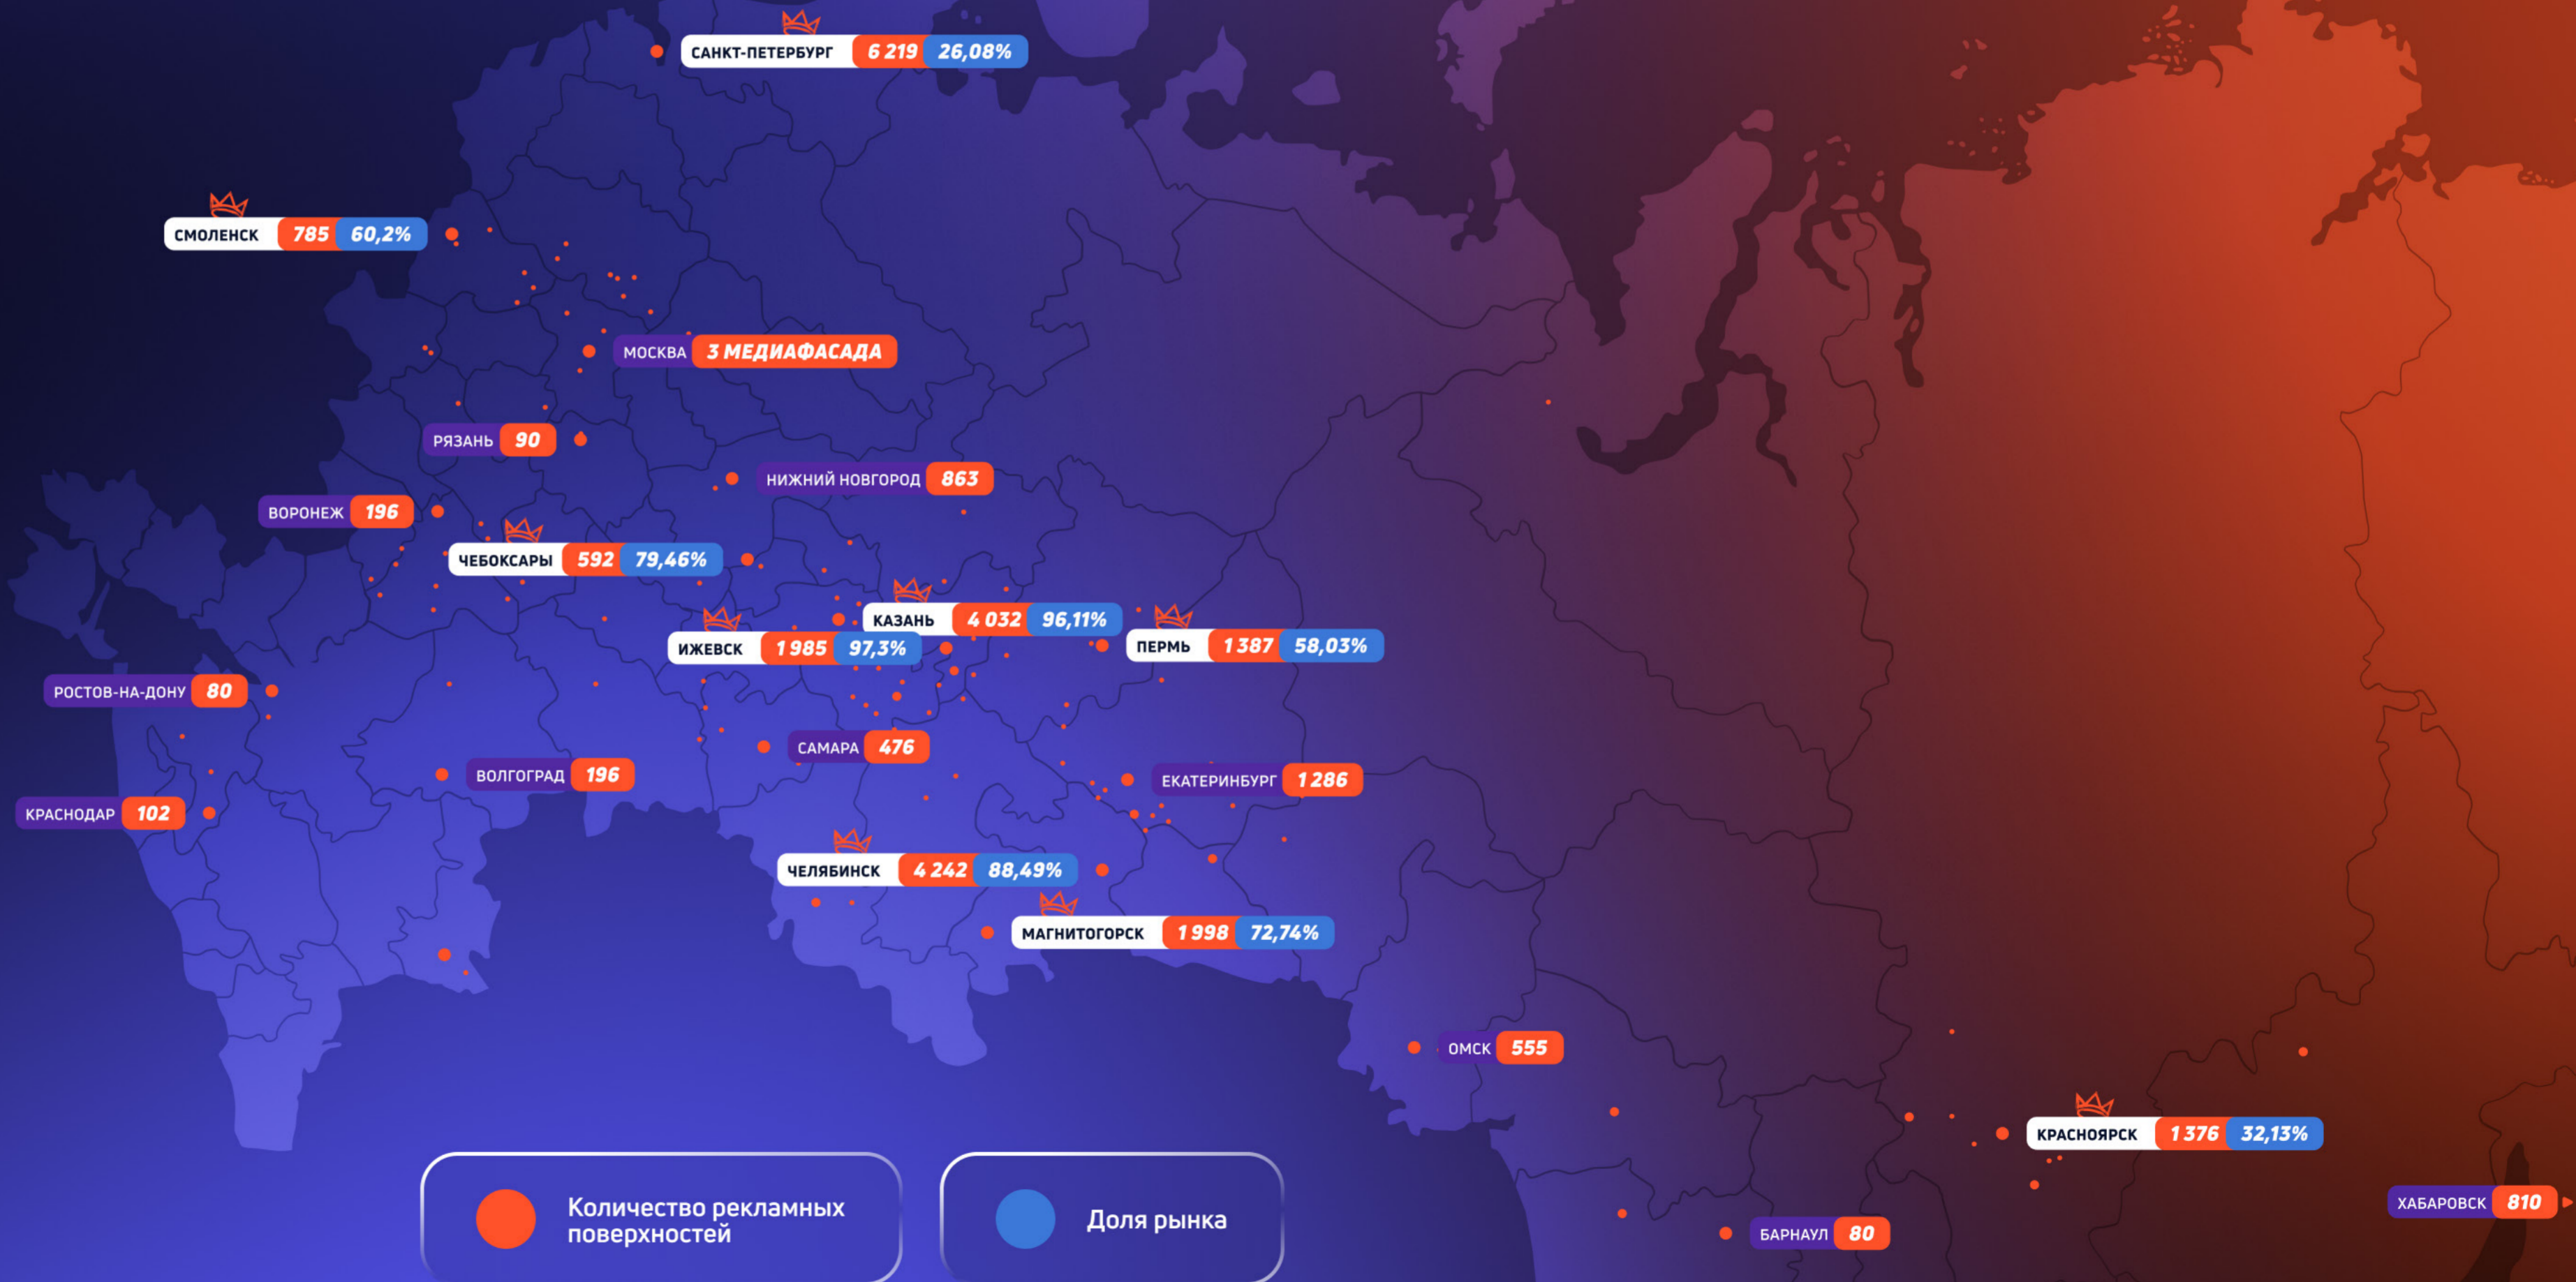 САНКТ-ПЕТЕРБУРГ 6 219 26,08%
СМОЛЕНСК 785 60,2%
МОСКВА 3 МЕДИАФАСАДА
РЯЗАНЬ 90
НИЖНИЙ НОВГОРОД 863
ВОРОНЕЖ 196
ЧЕБОКСАРЫ 592 79,46%
КАЗАНЬ 4 032 96,11%
ИЖЕВСК 1 985 97,3%
ПЕРМЬ 1 387 58,03%
РОСТОВ-НА-ДОНУ 80
САМАРА 476
ВОЛГОГРАД 196
ЕКАТЕРИНБУРГ 1 286
КРАСНОДАР 102
ЧЕЛЯБИНСК 4 242 88,49%
МАГНИТОГОРСК 1 998 72,74%
ОМСК 555
КРАСНОЯРСК 1 376 32,13%
ХАБАРОВСК 810
БАРНАУЛ 80
Количество рекламных
поверхностей
Доля рынка